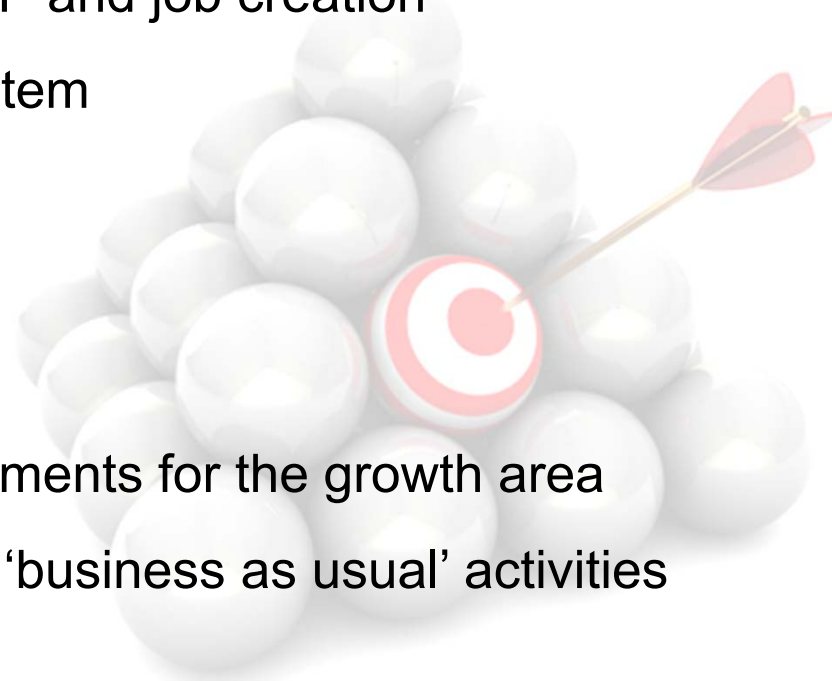 and job creation
tem
ments for the growth area
‘business as usual’ activities